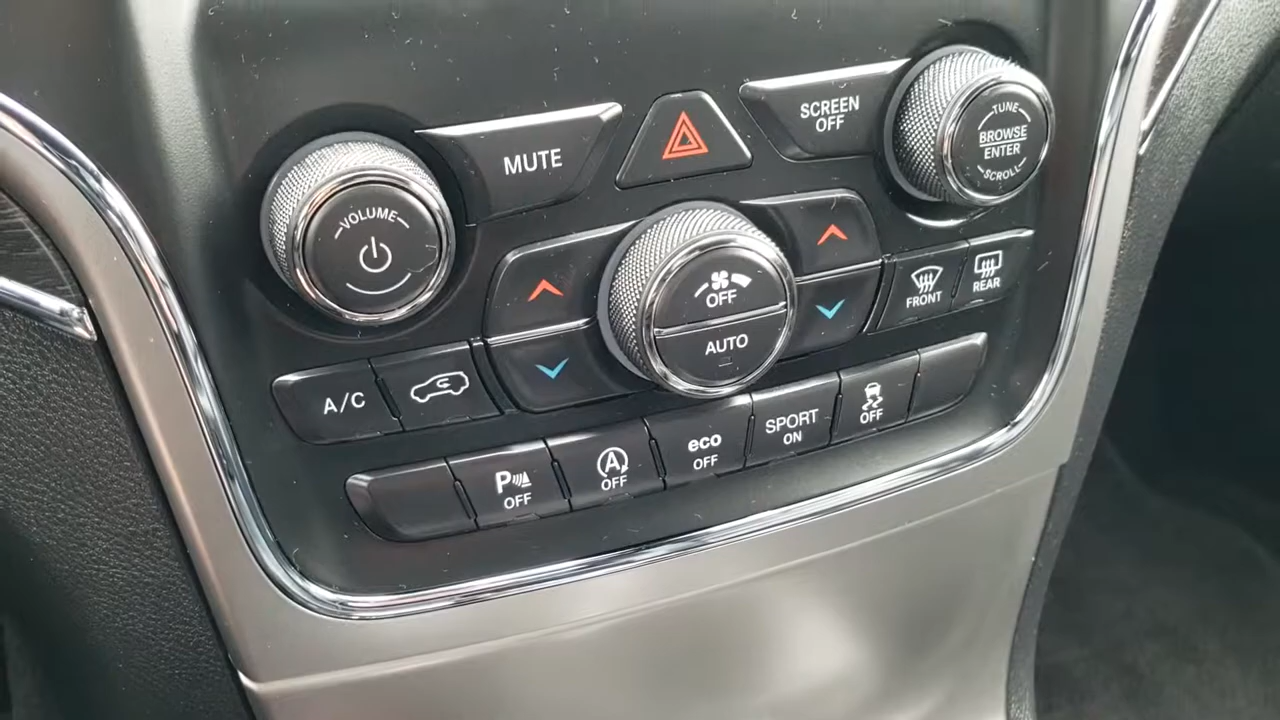 VOLUME
MUTE
SCREEN
OFF
TUNE
BROWSE
ENTER
SCROLL
OFF
AUTO
FRONT
REAR
A/C
P
OFF
A
OFF
eco
OFF
SPORT
ON
OFF